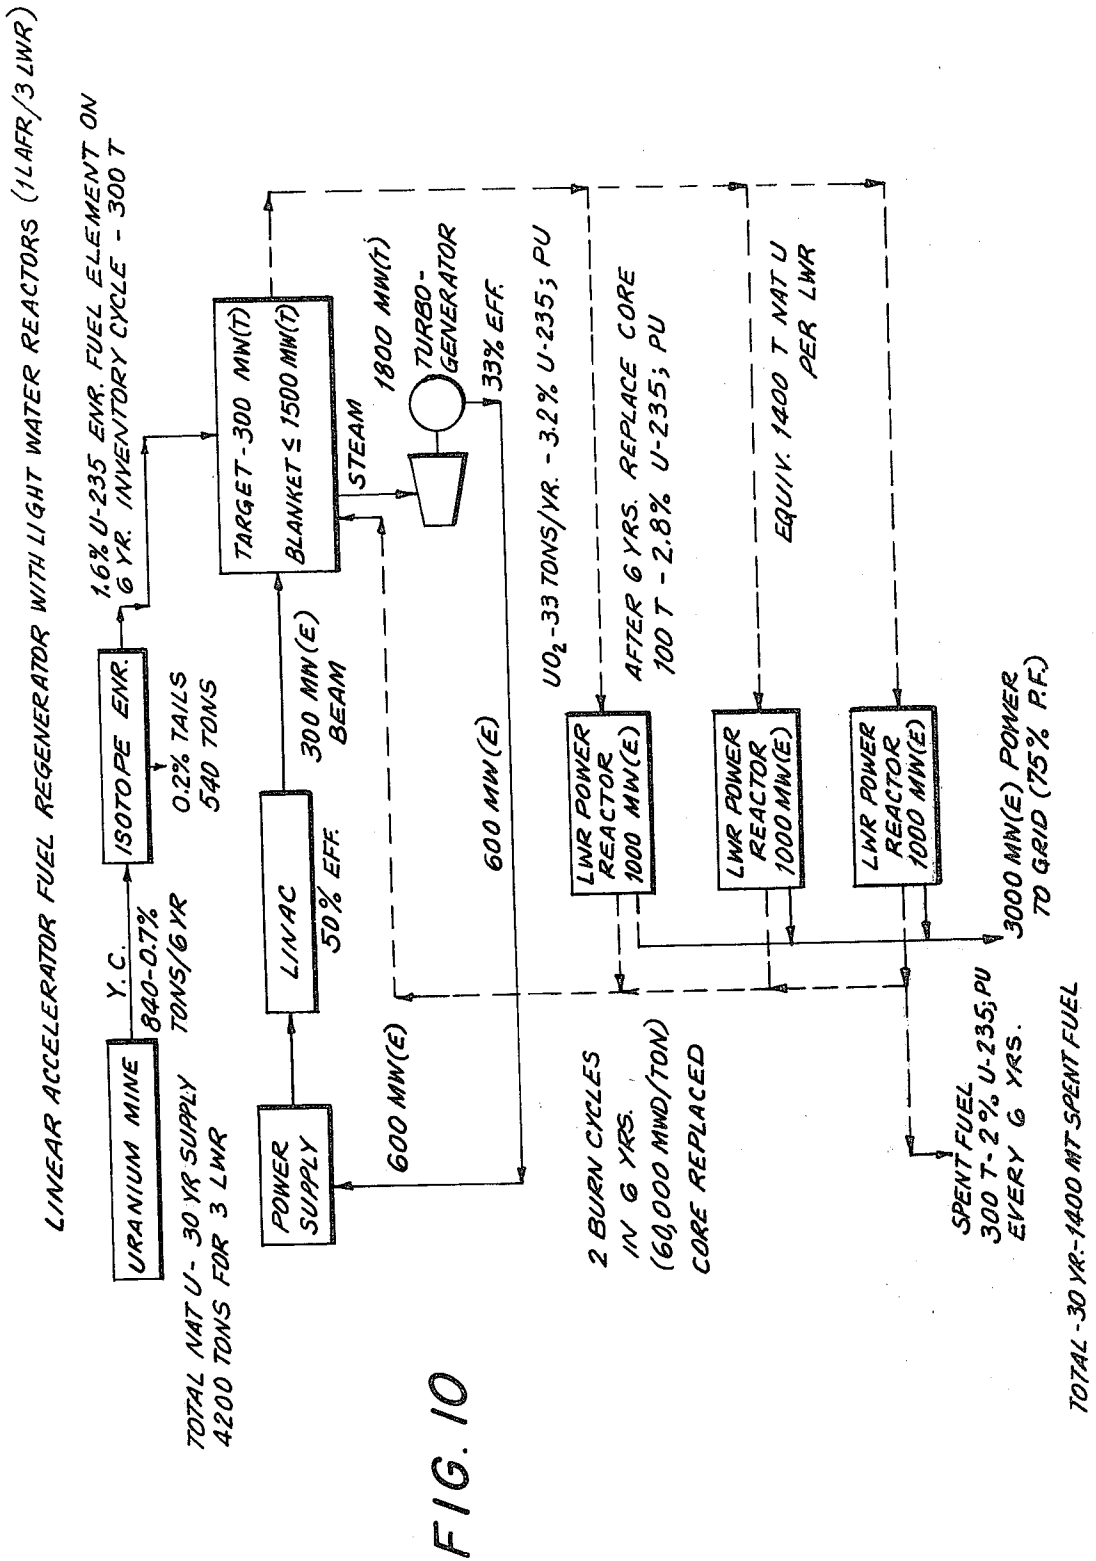 LINEAR ACCELERATOR FUEL REGENERATOR WITH LIGHT WATER REACTORS (1LAFR/3 LWR)
URANIUM MINE
Y.C.
840-0.7%
TONS/6 YR
ISOTOPE ENR.
0.2% TAILS
540 TONS
1.6% U-235 ENR. FUEL ELEMENT ON
6 YR. INVENTORY CYCLE - 300 T
TOTAL NAT U - 30 YR SUPPLY
4200 TONS FOR 3 LWR
POWER
SUPPLY
LINAC
50% EFF.
300 MW(E)
BEAM
TARGET-300 MW(T)
BLANKET ≤ 1500 MW(T)
STEAM
1800 MW(T)
TURBO-
GENERATOR
33% EFF.
600 MW(E)
600 MW(E)
UO2-33 TONS/YR. -3.2% U-235; PU
AFTER 6 YRS. REPLACE CORE
100 T - 2.8% U-235; PU
LWR POWER
REACTOR
1000 MW(E)
EQUIV. 1400 T NAT U
PER LWR
LWR POWER
REACTOR
1000 MW(E)
LWR POWER
REACTOR
1000 MW(E)
2 BURN CYCLES
IN 6 YRS.
(60,000 MWD/TON)
CORE REPLACED
3000 MW(E) POWER
TO GRID (75% P.F.)
SPENT FUEL
300 T-2% U-235; PU
EVERY 6 YRS.
TOTAL -30 YR.-1400 MT SPENT FUEL
FIG. 10